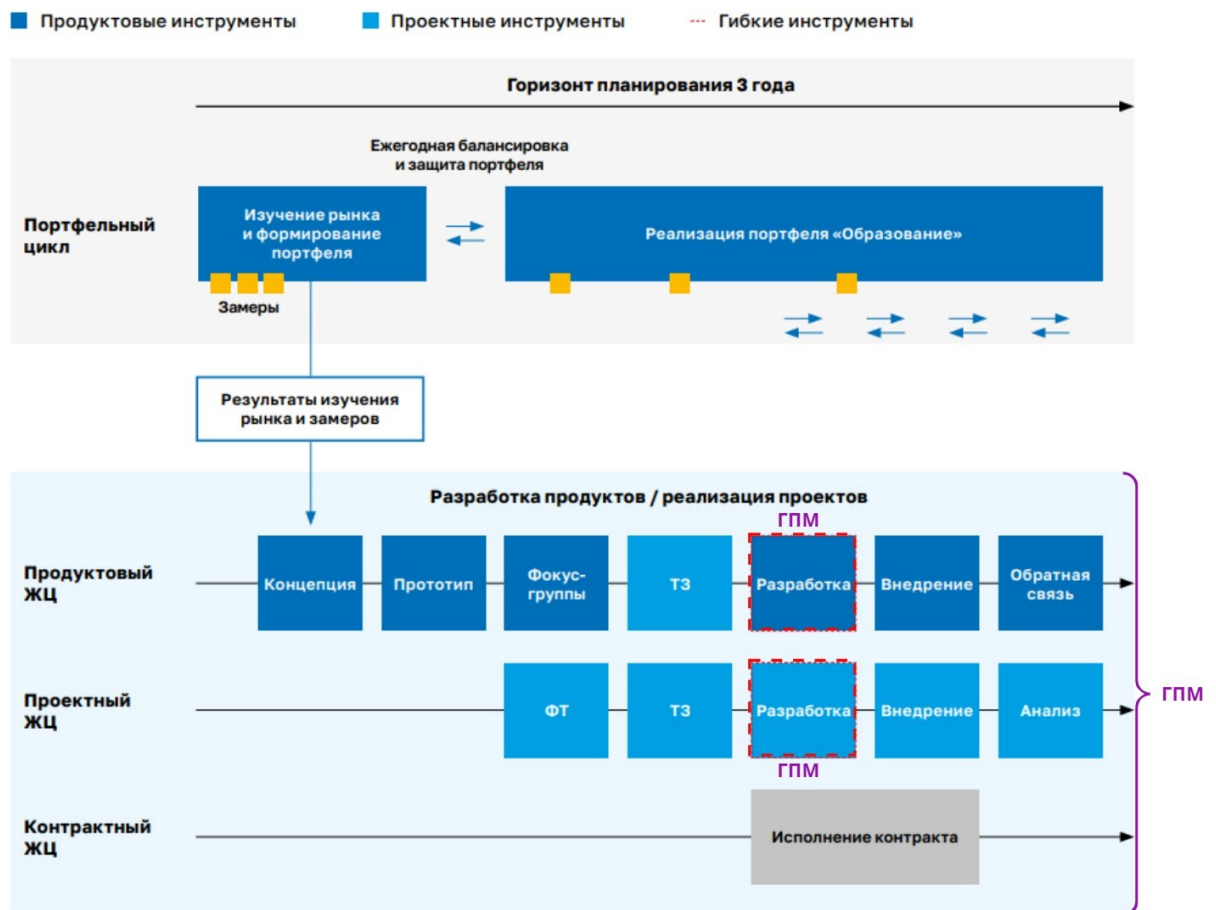 Продуктовые инструменты
Проектные инструменты
Гибкие инструменты
Горизонт планирования 3 года
Ежегодная балансировка
и защита портфеля
Портфельный
цикл
Изучение рынка
и формирование
портфеля
Реализация портфеля «Образование»
Замеры
Результаты изучения
рынка и замеров
Разработка продуктов / реализация проектов
ГПМ
Продуктовый
ЖЦ
Концепция
Прототип
Фокус-
группы
ТЗ
Разработка
Внедрение
Обратная
связь
Проектный
ЖЦ
ФТ
ТЗ
Разработка
Внедрение
Анализ
ГПМ
ГПМ
Контрактный
ЖЦ
Исполнение контракта